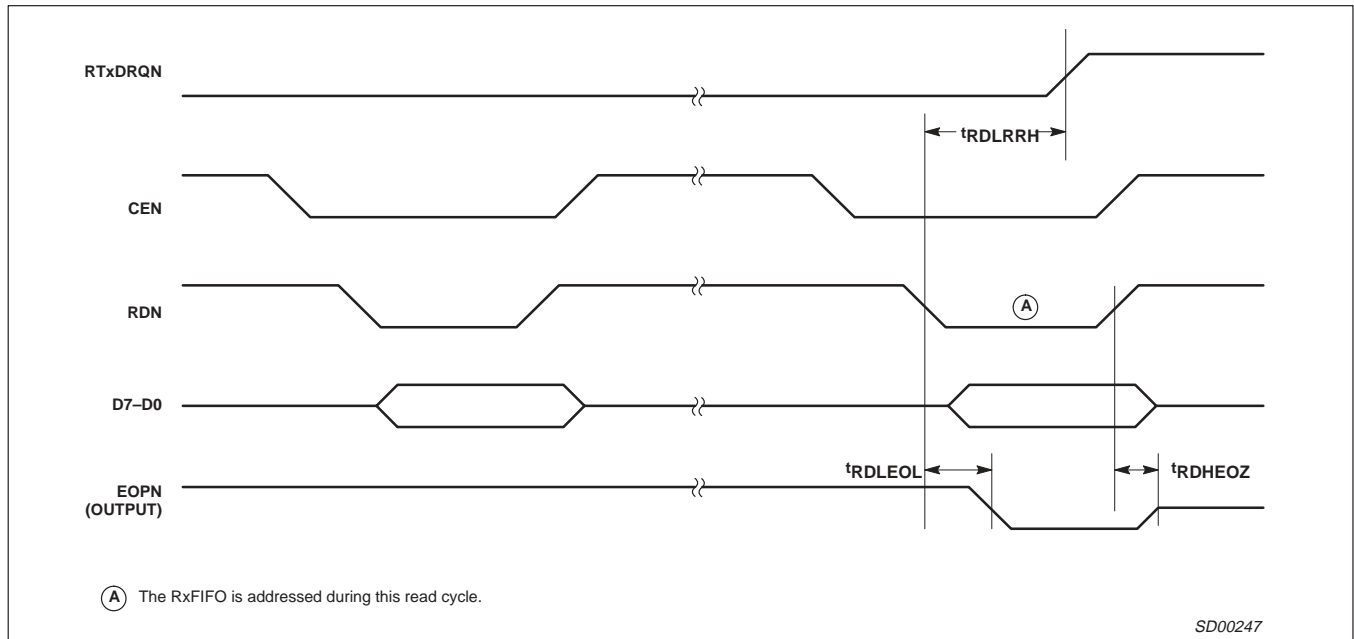 RTxDRQN
tRDLRRH
CEN
RDN
A
D7–D0
tRDLEOL
tRDHEOZ
EOPN
(OUTPUT)
A The RxFIFO is addressed during this read cycle.
SD00247